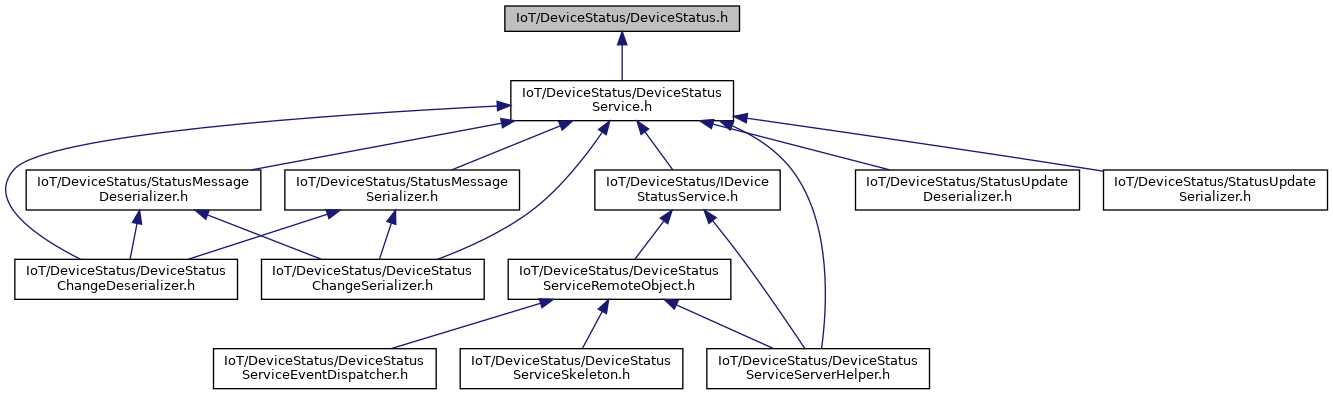 IoT/DeviceStatus/DeviceStatus.h
IoT/DeviceStatus/DeviceStatus
Service.h
IoT/DeviceStatus/StatusMessage
Deserializer.h
IoT/DeviceStatus/StatusMessage
Serializer.h
IoT/DeviceStatus/IDevice
StatusService.h
IoT/DeviceStatus/StatusUpdate
Deserializer.h
IoT/DeviceStatus/StatusUpdate
Serializer.h
IoT/DeviceStatus/DeviceStatus
ChangeDeserializer.h
IoT/DeviceStatus/DeviceStatus
ChangeSerializer.h
IoT/DeviceStatus/DeviceStatus
ServiceRemoteObject.h
IoT/DeviceStatus/DeviceStatus
ServiceEventDispatcher.h
IoT/DeviceStatus/DeviceStatus
ServiceSkeleton.h
IoT/DeviceStatus/DeviceStatus
ServiceServerHelper.h